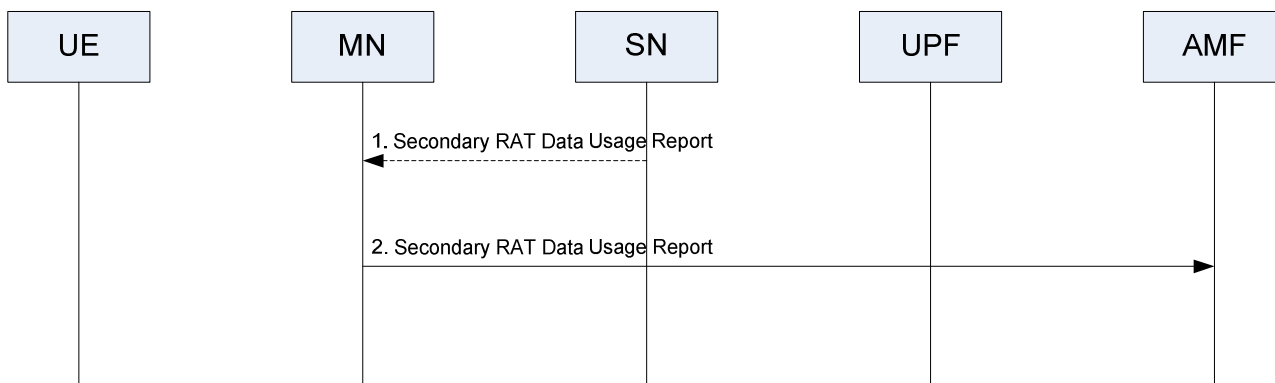 UE
MN
SN
UPF
AMF
1. Secondary RAT Data Usage Report
2. Secondary RAT Data Usage Report